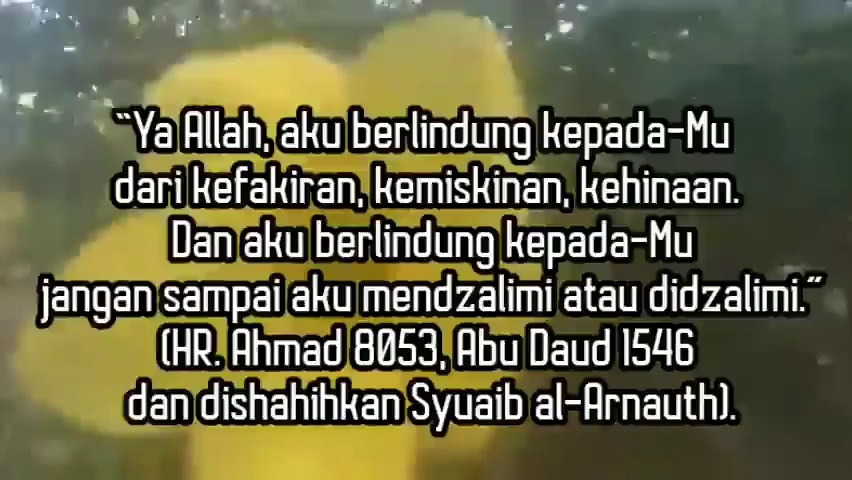 “Ya Allah, aku berlindung kepada-Mu
dari kefakiran, kemiskinan, kehinaan.
Dan aku berlindung kepada-Mu
jangan sampai aku mendzalimi atau didzalimi.”
(HR. Ahmad 8053, Abu Daud 1546
dan dishahihkan Syuaib al-Arnauth).